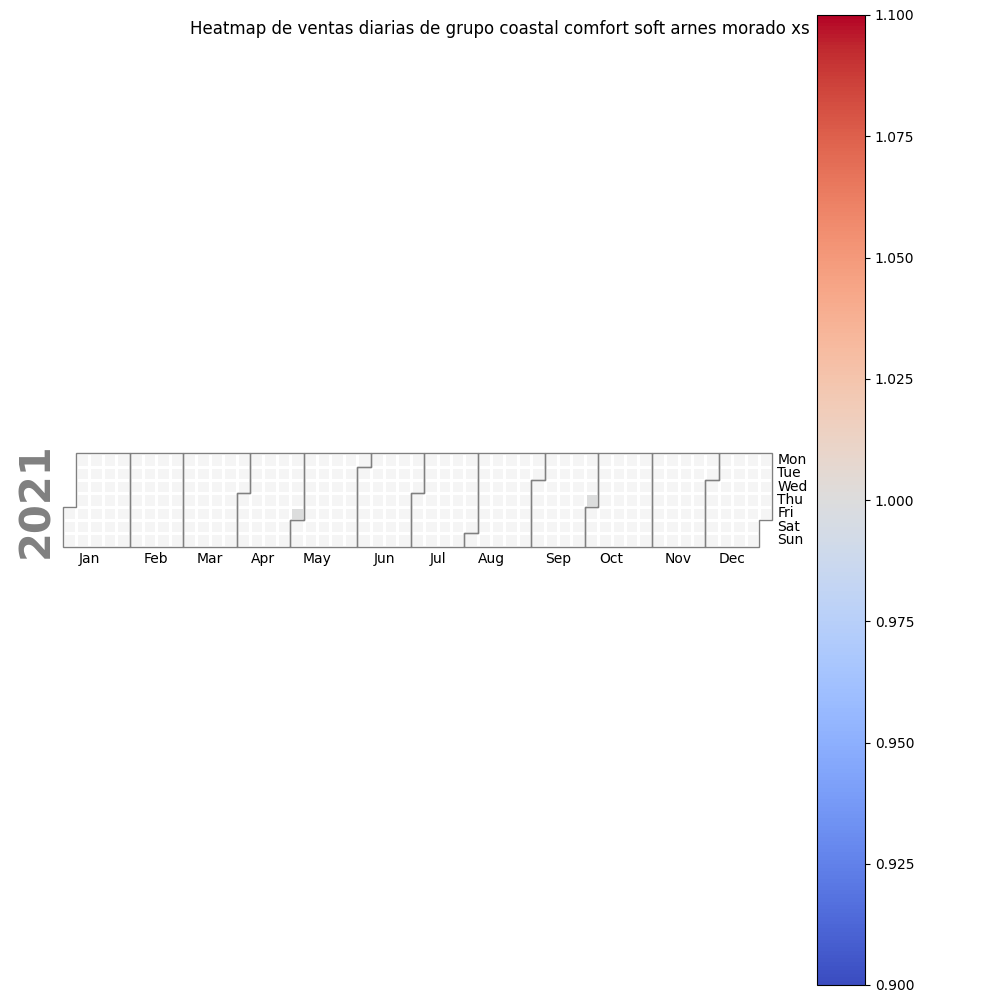 Heatmap de ventas diarias de grupo coastal comfort soft arnes morado xs
2021
Mon
Tue
Wed
Thu
Fri
Sat
Sun
Jan Feb Mar Apr May Jun Jul Aug Sep Oct Nov Dec
1.100
1.075
1.050
1.025
1.000
0.975
0.950
0.925
0.900